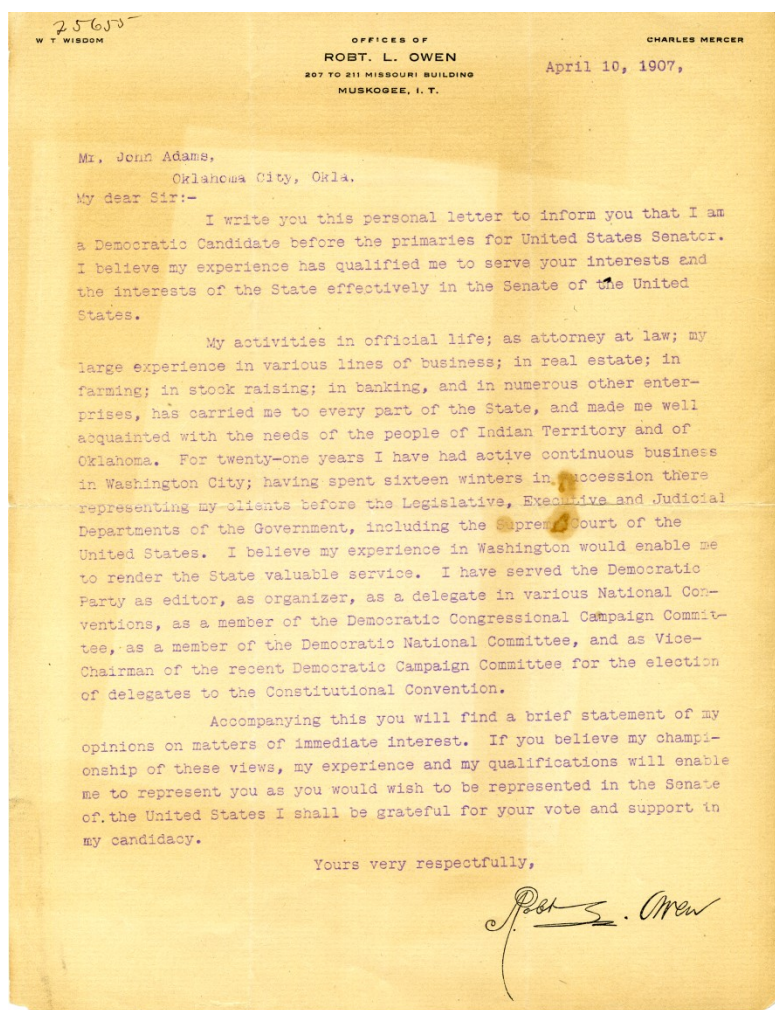 25655
W T WISDOM
OFFICES OF
CHARLES MERCER
ROBT. L. OWEN
207 TO 211 MISSOURI BUILDING
MUSKOGEE, I. T.
April 10, 1907,
Mr. John Adams,
Oklahoma City, Okla.
My dear Sir:-
I write you this personal letter to inform you that I am
a Democratic Candidate before the primaries for United States Senator.
I believe my experience has qualified me to serve your interests and
the interests of the State effectively in the Senate of the United
States.
My activities in official life; as attorney at law; my
large experience in various lines of business; in real estate; in
farming; in stock raising; in banking, and in numerous other enter-
prises, has carried me to every part of the State, and made me well
acquainted with the needs of the people of Indian Territory and of
Oklahoma. For twenty-one years I have had active continuous business
in Washington City; having spent sixteen winters in succession there
representing my clients before the Legislative, Executive and Judicial
Departments of the Government, including the Supreme Court of the
United States. I believe my experience in Washington would enable me
to render the State valuable service. I have served the Democratic
Party as editor, as organizer, as a delegate in various National Con-
ventions, as a member of the Democratic Congressional Campaign Commit-
tee, as a member of the Democratic National Committee, and as Vice-
Chairman of the recent Democratic Campaign Committee for the election
of delegates to the Constitutional Convention.
Accompanying this you will find a brief statement of my
opinions on matters of immediate interest. If you believe my champi-
onship of these views, my experience and my qualifications will enable
me to represent you as you would wish to be represented in the Senate
of the United States I shall be grateful for your vote and support in
my candidacy.
Yours very respectfully,
Robt L. Owen